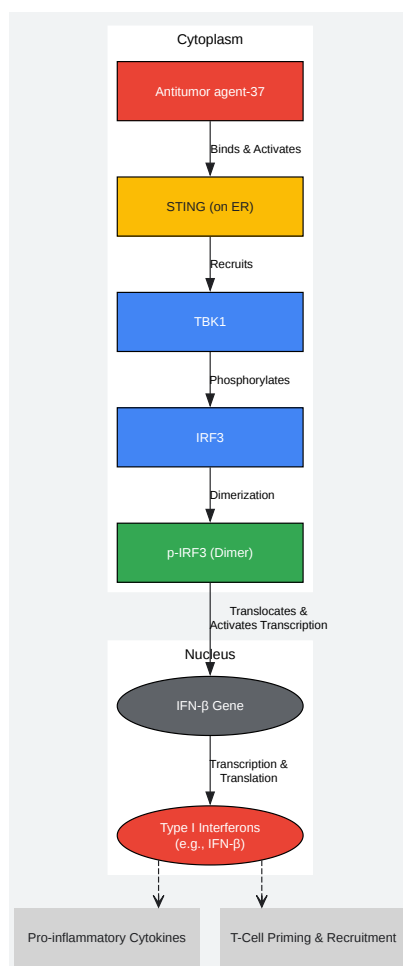 Cytoplasm
Antitumor agent-37
Binds & Activates
STING (on ER)
Recruits
TBK1
Phosphorylates
IRF3
Dimerization
p-IRF3 (Dimer)
Translocates &
Activates Transcription
Nucleus
IFN-β Gene
Transcription &
Translation
Type I Interferons
(e.g., IFN-β)
Pro-inflammatory Cytokines
T-Cell Priming & Recruitment